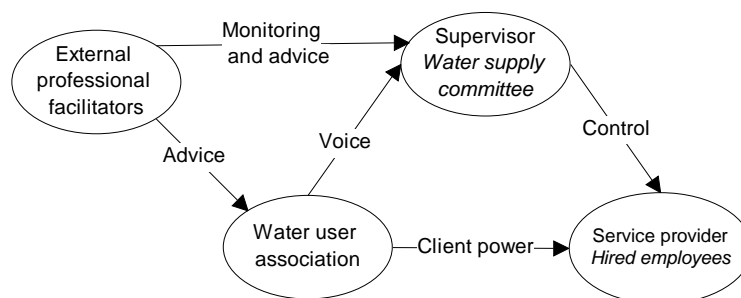 External
professional
facilitators
Monitoring
and advice
Supervisor
Water supply
committee
Advice
Voice
Control
Water user
association
Client power
Service provider
Hired employees